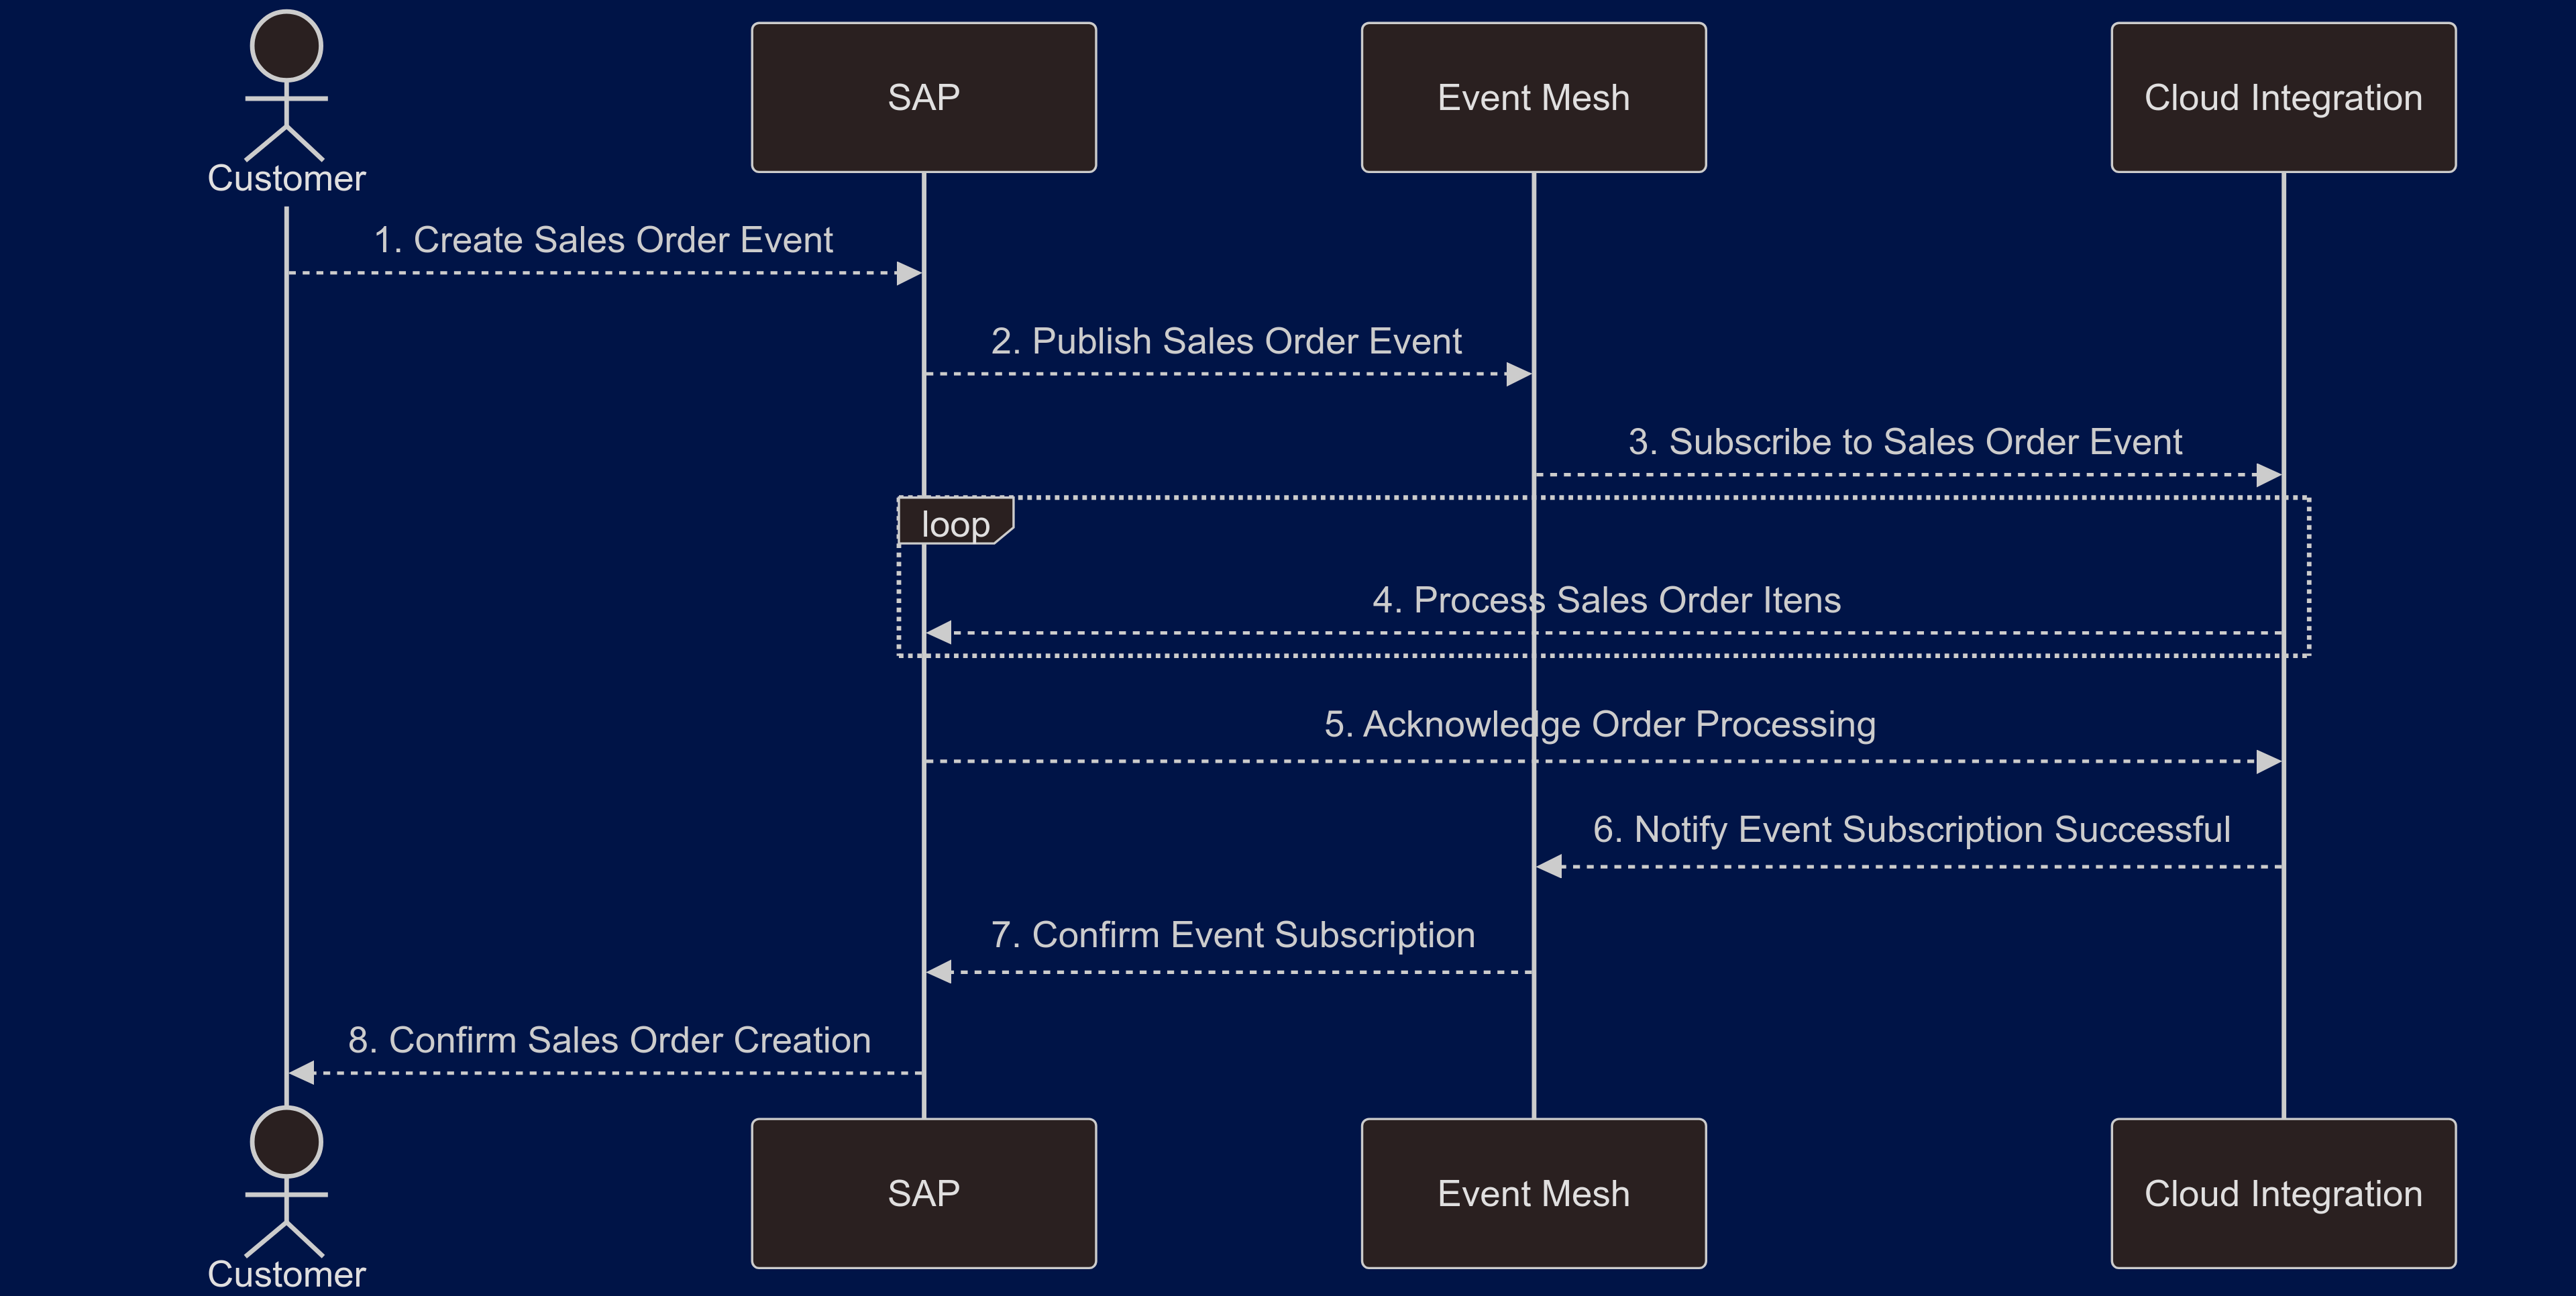 Customer
SAP
Event Mesh
Cloud Integration
1. Create Sales Order Event
2. Publish Sales Order Event
3. Subscribe to Sales Order Event
loop
4. Process Sales Order Itens
5. Acknowledge Order Processing
6. Notify Event Subscription Successful
7. Confirm Event Subscription
8. Confirm Sales Order Creation
Customer
SAP
Event Mesh
Cloud Integration